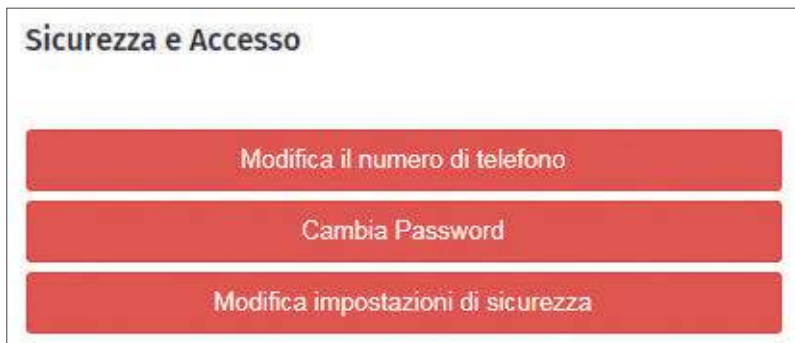 Sicurezza e Accesso
Modifica il numero di telefono
Cambia Password
Modifica impostazioni di sicurezza